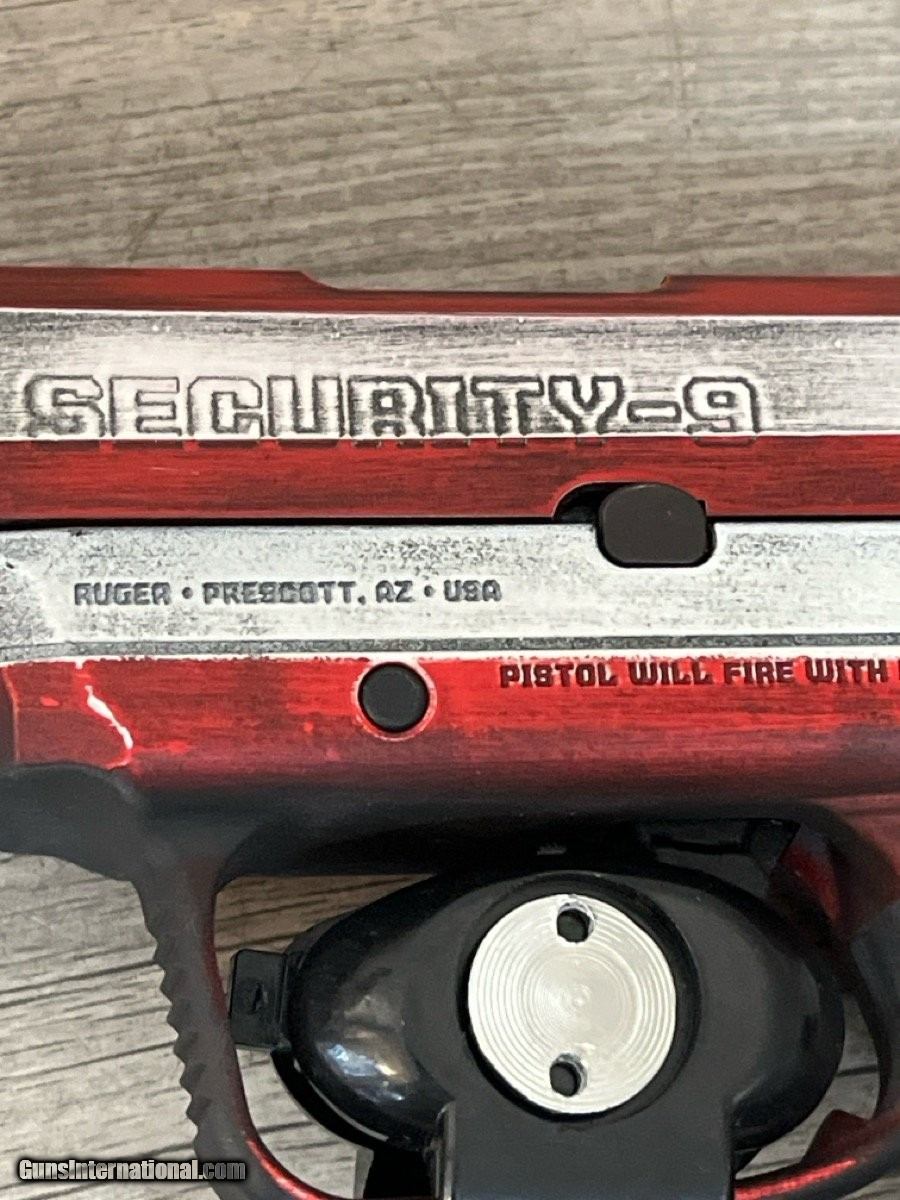 SECURITY-9
RUGER • PRESCOTT, AZ • USA
PISTOL WILL FIRE WITH
GunsInternational.com